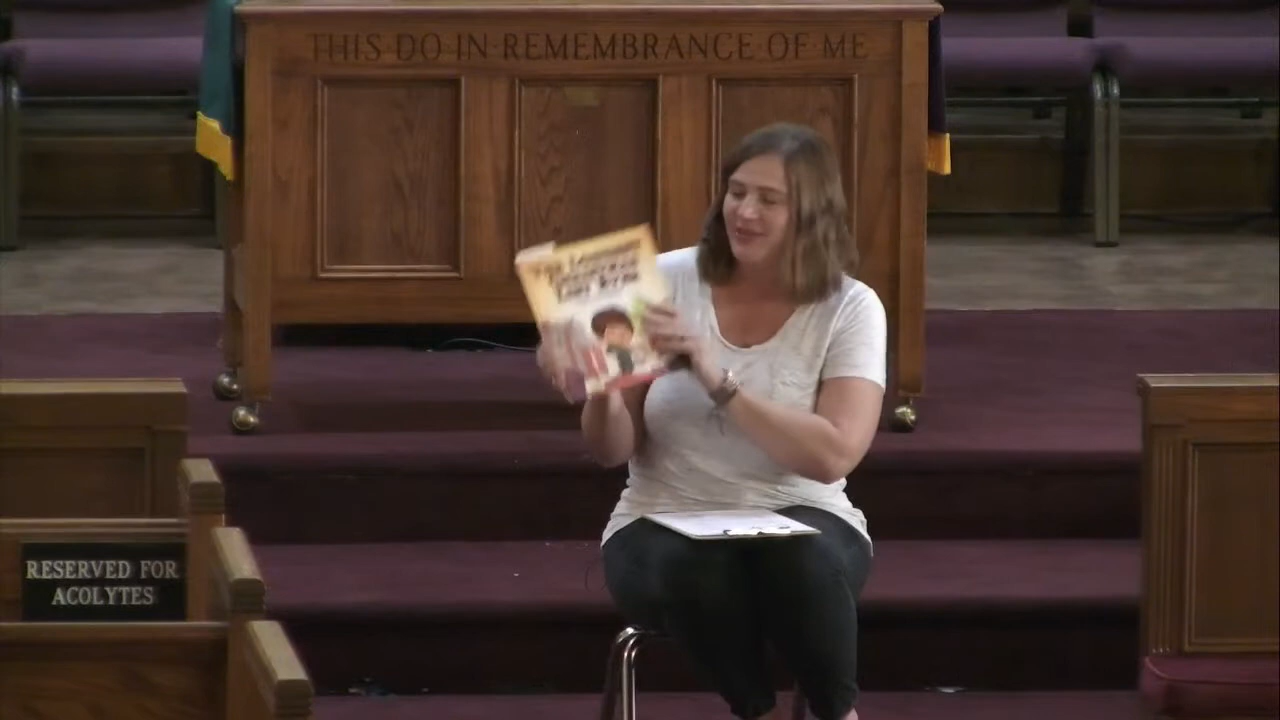 THIS DO IN REMEMBRANCE OF ME
RESERVED FOR
ACOLYTES